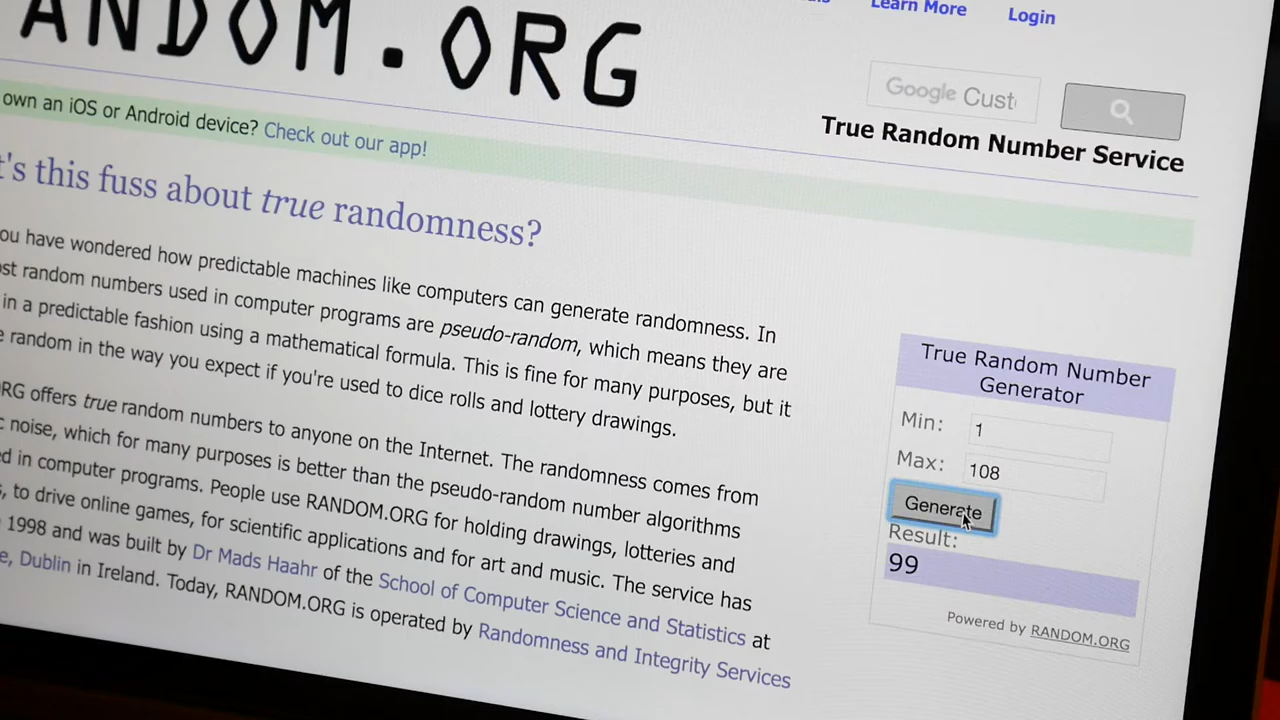 Learn More Login
ANDOM.ORG
Google Cust
True Random Number Service
own an iOS or Android device? Check out our app!
t's this fuss about true randomness?
ou have wondered how predictable machines like computers can generate randomness. In
st random numbers used in computer programs are pseudo-random, which means they are
in a predictable fashion using a mathematical formula. This is fine for many purposes, but it
random in the way you expect if you're used to dice rolls and lottery drawings.
RG offers true random numbers to anyone on the Internet. The randomness comes from
c noise, which for many purposes is better than the pseudo-random number algorithms
d in computer programs. People use RANDOM.ORG for holding drawings, lotteries and
, to drive online games, for scientific applications and for art and music. The service has
1998 and was built by Dr Mads Haahr of the School of Computer Science and Statistics at
e, Dublin in Ireland. Today, RANDOM.ORG is operated by Randomness and Integrity Services
True Random Number
Generator
Min: 1
Max: 108
Generate
Result:
99
Powered by RANDOM.ORG